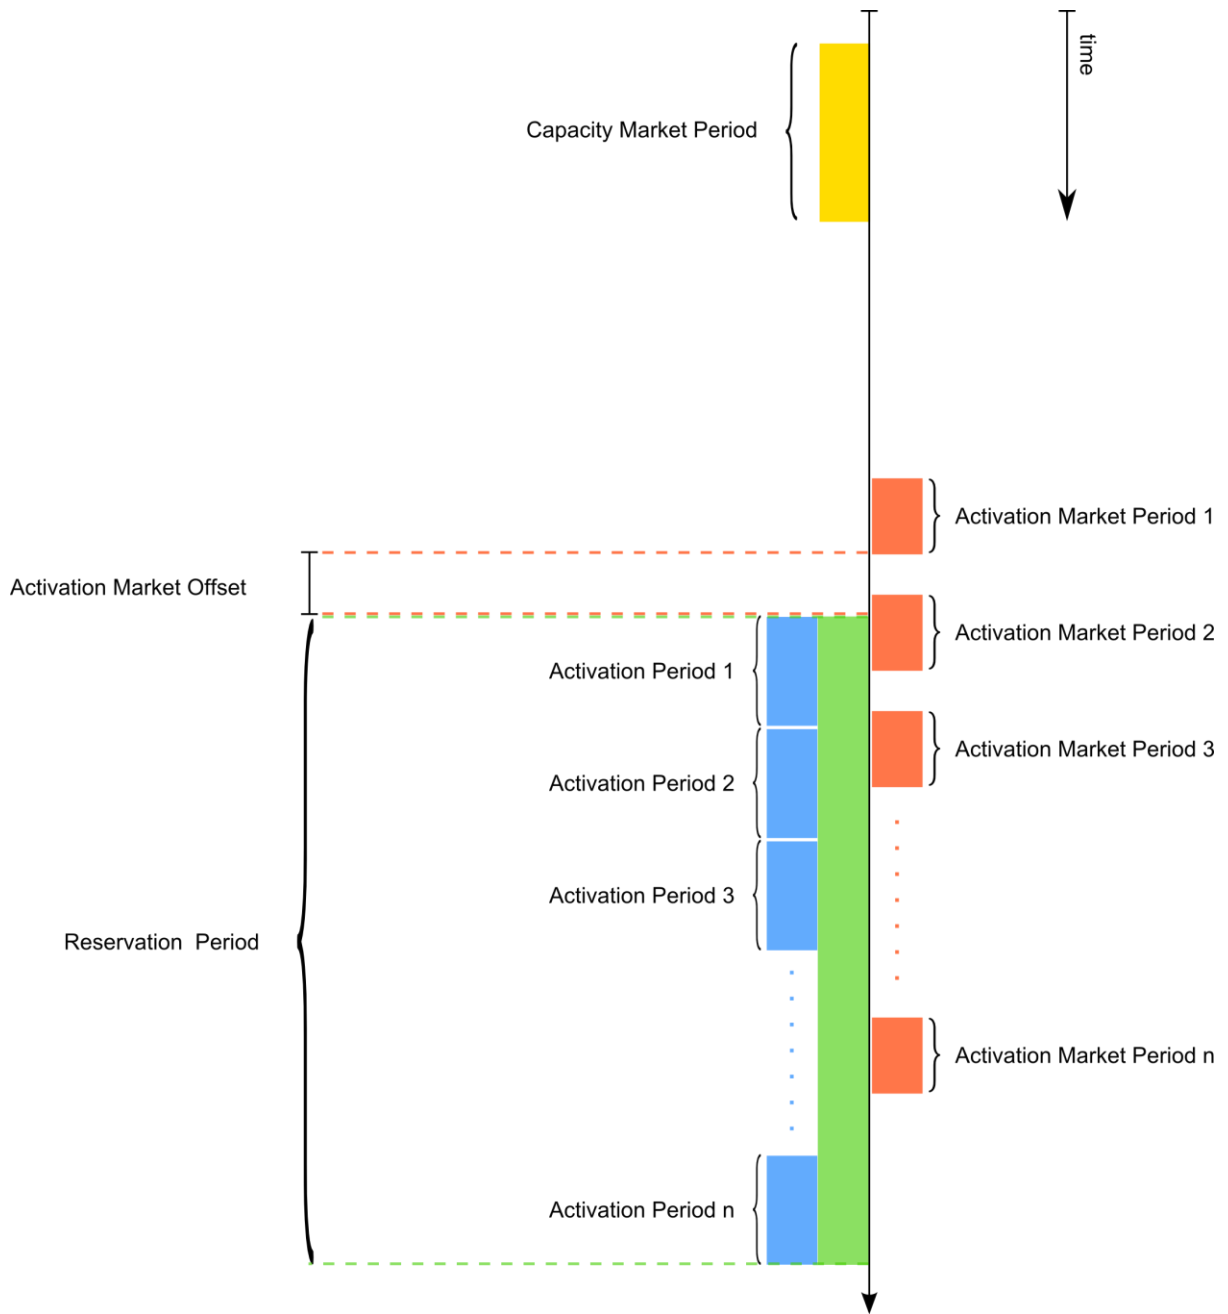 time
Capacity Market Period
Activation Market Period 1
Activation Market Offset
Activation Market Period 2
Activation Period 1
Activation Market Period 3
Activation Period 2
Activation Period 3
Reservation  Period
Activation Market Period n
Activation Period n